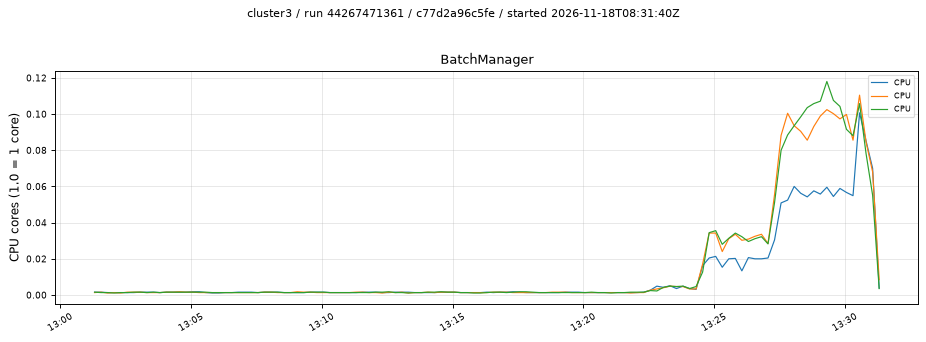 cluster3 / run 44267471361 / c77d2a96c5fe / started 2026-11-18T08:31:40Z
BatchManager
CPU cores (1.0 = 1 core)
0.12
0.10
0.08
0.06
0.04
0.02
0.00
CPU
CPU
CPU
13:00
13:05
13:10
13:15
13:20
13:25
13:30